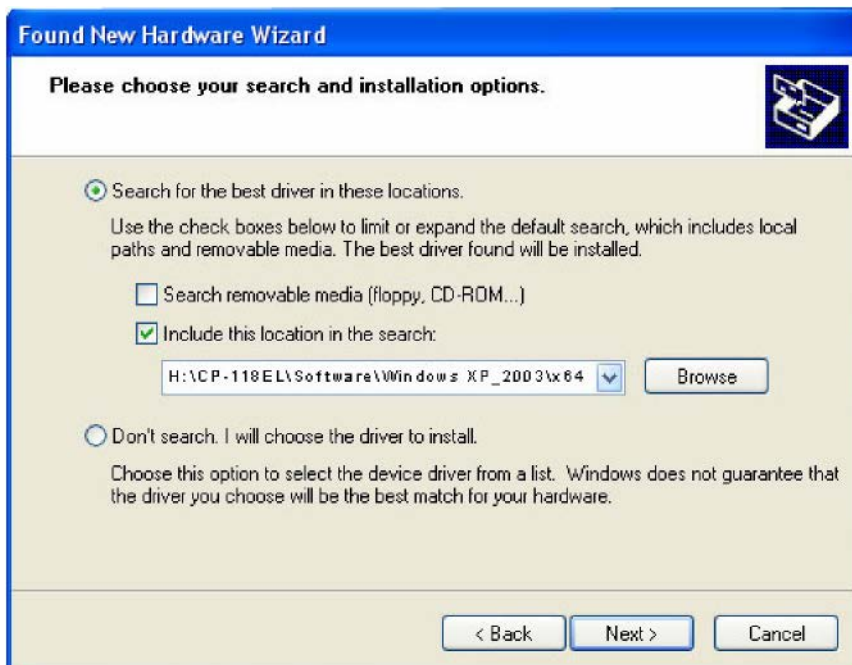 Found New Hardware Wizard
Please choose your search and installation options.
Search for the best driver in these locations.
Use the check boxes below to limit or expand the default search, which includes local
paths and removable media. The best driver found will be installed.
Search removable media (floppy, CD-ROM...)
Include this location in the search:
H:\CP-118EL\Software\Windows XP_2003\x64
Browse
Don't search. I will choose the driver to install.
Choose this option to select the device driver from a list. Windows does not guarantee that
the driver you choose will be the best match for your hardware.
< Back
Next >
Cancel